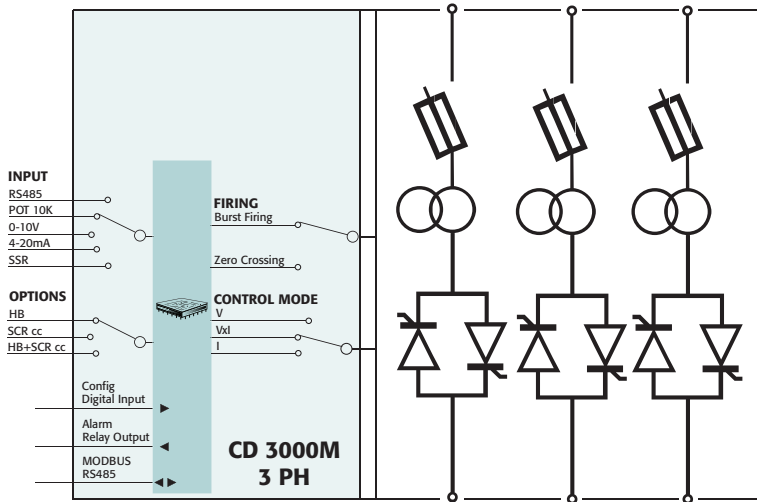 INPUT
RS485
POT 10K
0-10V
4-20mA
SSR
OPTIONS
HB
SCR cc
HB+SCR cc
Config
Digital Input
Alarm
Relay Output
MODBUS
RS485
FIRING
Burst Firing
Zero Crossing
CONTROL MODE
V
VxI
I
CD 3000M
3 PH